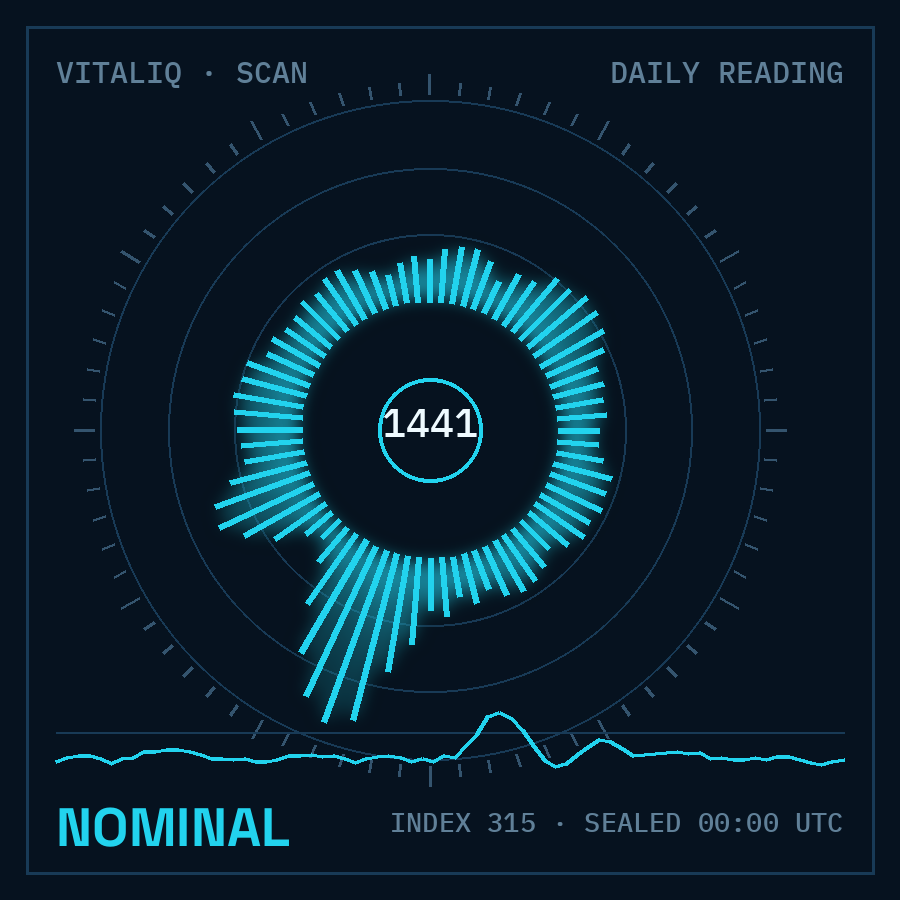 VITALIQ · SCAN
DAILY READING
1441
NOMINAL
INDEX 315 · SEALED 00:00 UTC